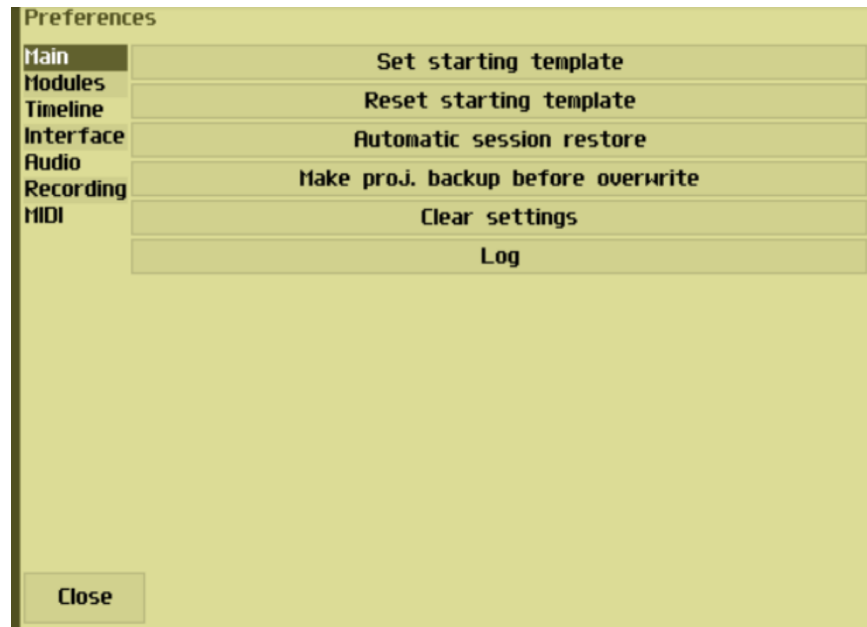 Preferences
Main
Modules
Timeline
Interface
Audio
Recording
MIDI
Set starting template
Reset starting template
Automatic session restore
Make proj. backup before overwrite
Clear settings
Log
Close